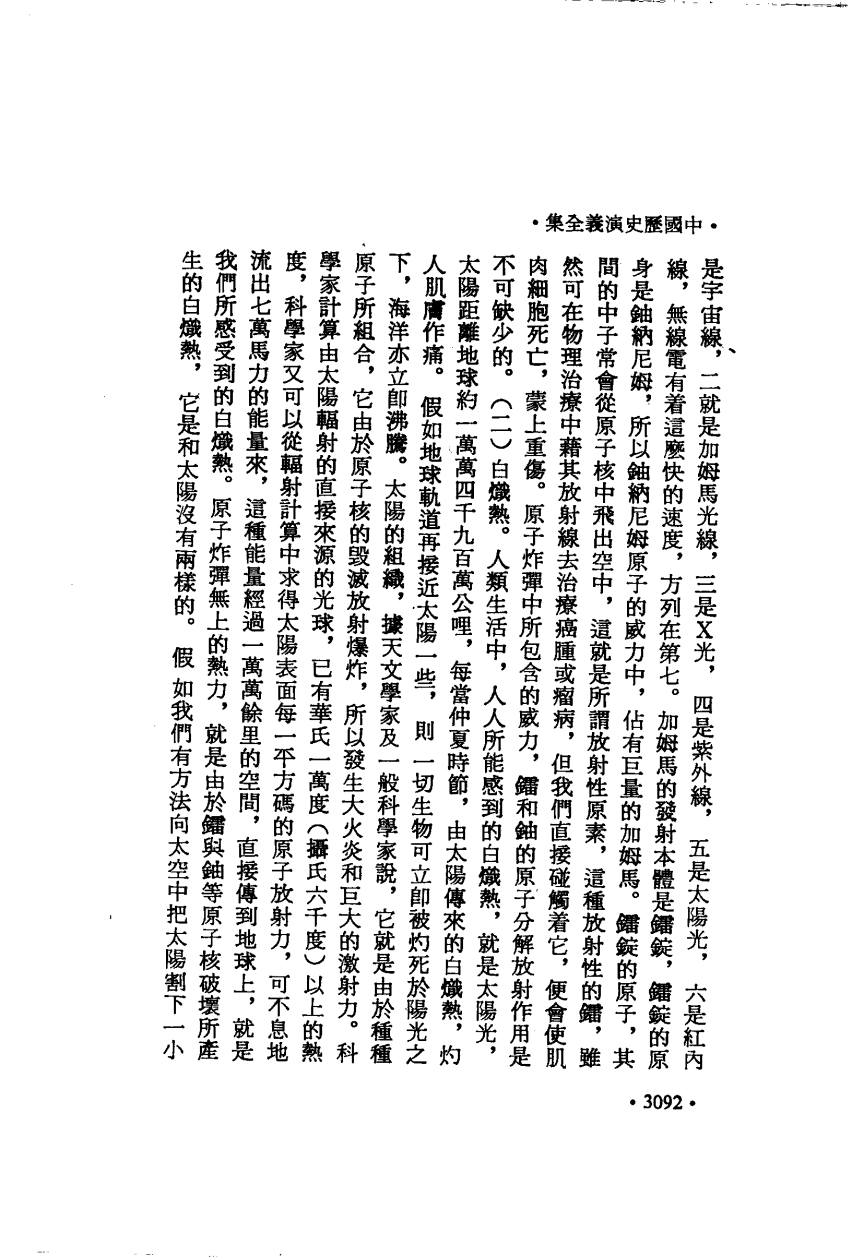 •中國歷史演義全集•
是宇宙線，二就是加姆馬光線，三是X光，四是紫外線，五是太陽光，六是紅內
線，無線電有着這麼快的速度，方列在第七。加姆馬的發射本體是鐳錠，鐳錠的原
身是鈾納尼姆，所以鈾納尼姆原子的威力中，佔有巨量的加姆馬。鐳錠的原子，其
間的中子常會從原子核中飛出空中，這就是所謂放射性原素，這種放射性的鐳，雖
然可在物理治療中藉其放射線去治療癌腫或瘤病，但我們直接碰觸着它，便會使肌
肉細胞死亡，蒙上重傷。原子炸彈中所包含的威力，鐳和鈾的原子分解放射作用是
不可缺少的。（二）白熾熱。人類生活中，人人所能感到的白熾熱，就是太陽光，
太陽距離地球約一萬萬四千九百萬公哩，每當仲夏時節，由太陽傳來的白熾熱，灼
人肌膚作痛。假如地球軌道再接近太陽一些，則一切生物可立卽被灼死於陽光之
下，海洋亦立卽沸騰。太陽的組織，據天文學家及一般科學家說，它就是由於種種
原子所組合，它由於原子核的毀滅放射爆炸，所以發生大火炎和巨大的激射力。科
學家計算由太陽輻射的直接來源的光球，已有華氏一萬度（攝氏六千度）以上的熱
度，科學家又可以從輻射計算中求得太陽表面每一平方碼的原子放射力，可不息地
流出七萬馬力的能量來，這種能量經過一萬萬餘里的空間，直接傳到地球上，就是
我們所感受到的白熾熱。原子炸彈無上的熱力，就是由於鐳與鈾等原子核破壞所產
生的白熾熱，它是和太陽沒有兩樣的。假如我們有方法向太空中把太陽割下一小
•3092•